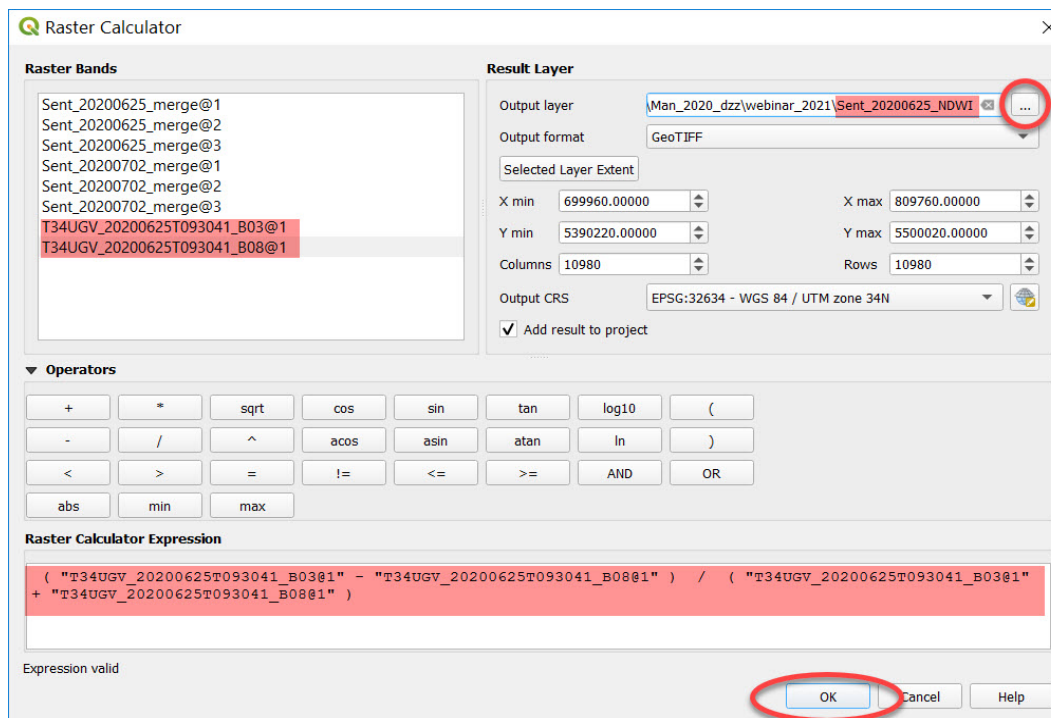 Raster Calculator
Raster Bands
Sent_20200625_merge@1
Sent_20200625_merge@2
Sent_20200625_merge@3
Sent_20200702_merge@1
Sent_20200702_merge@2
Sent_20200702_merge@3
T34UGV_20200625T093041_B03@1
T34UGV_20200625T093041_B08@1
Result Layer
Output layer \Man_2020_dzz\webinar_2021\Sent_20200625_NDWI ...
Output format GeoTIFF
Selected Layer Extent
X min 699960.00000 X max 809760.00000
Y min 5390220.00000 Y max 5500020.00000
Columns 10980 Rows 10980
Output CRS EPSG:32634 - WGS 84 / UTM zone 34N
Add result to project
Operators
+ * sqrt cos sin tan log10 (
- / ^ acos asin atan ln )
< > = != <= >= AND OR
abs min max
Raster Calculator Expression
( "T34UGV_20200625T093041_B03@1" - "T34UGV_20200625T093041_B08@1" ) / ( "T34UGV_20200625T093041_B03@1"
+ "T34UGV_20200625T093041_B08@1" )
Expression valid
OK Cancel Help